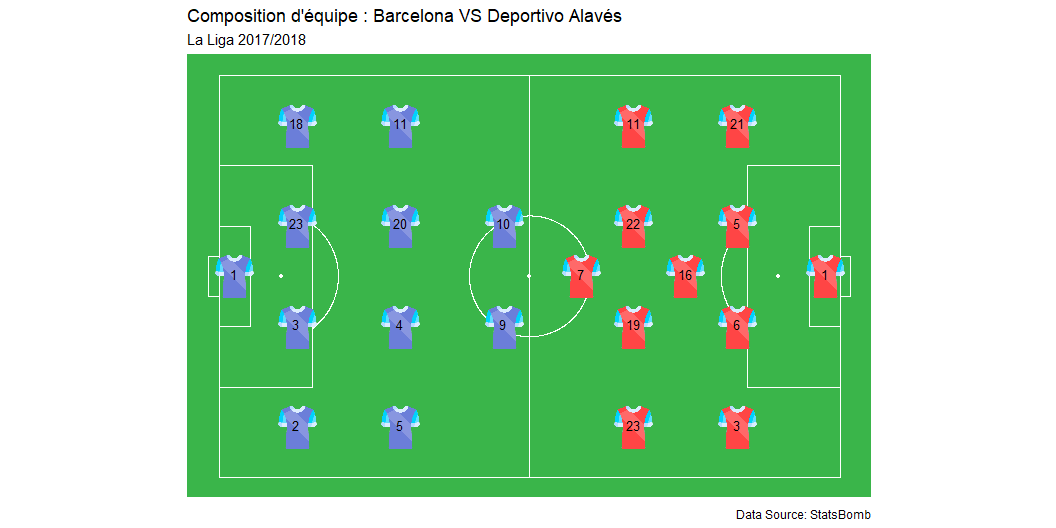 Composition d'équipe : Barcelona VS Deportivo Alavés
La Liga 2017/2018
18 11 11 21
23 20 10 22 5
1 7 16 1
3 4 9 19 6
2 5 23 3
Data Source: StatsBomb